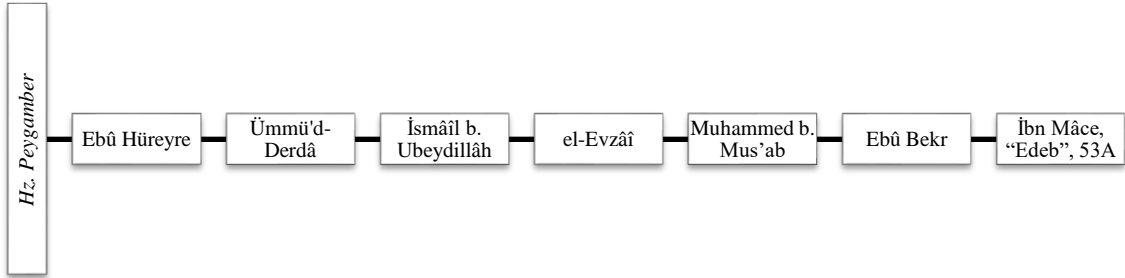 Hz. Peygamber
Ebû Hüreyre
Ümmü'd-
Derdâ
İsmâîl b.
Ubeydillâh
el-Evzâî
Muhammed b.
Mus’ab
Ebû Bekr
İbn Mâce,
“Edeb”, 53A